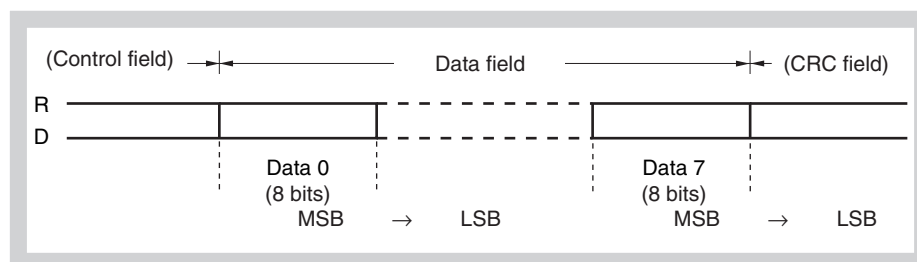 (Control field) Data field (CRC field)
R
D
Data 0 Data 7
(8 bits) (8 bits)
MSB → LSB MSB → LSB